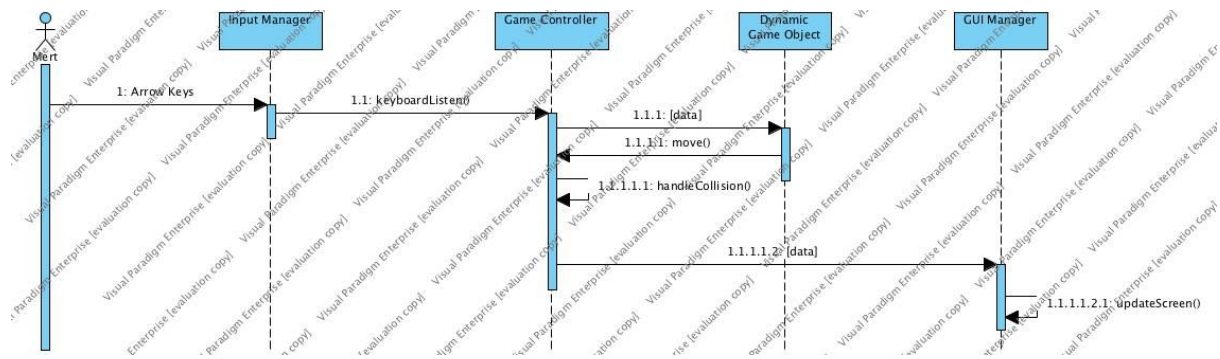 Input Manager
Game Controller
Dynamic
Game Object
GUI Manager
Mert
1: Arrow Keys
1.1: keyboardListen()
1.1.1: [data]
1.1.1.1: move()
1.1.1.1.1: handleCollision()
1.1.1.1.2: [data]
1.1.1.1.2.1: updateScreen()
Visual Paradigm Enterprise [evaluation copy]